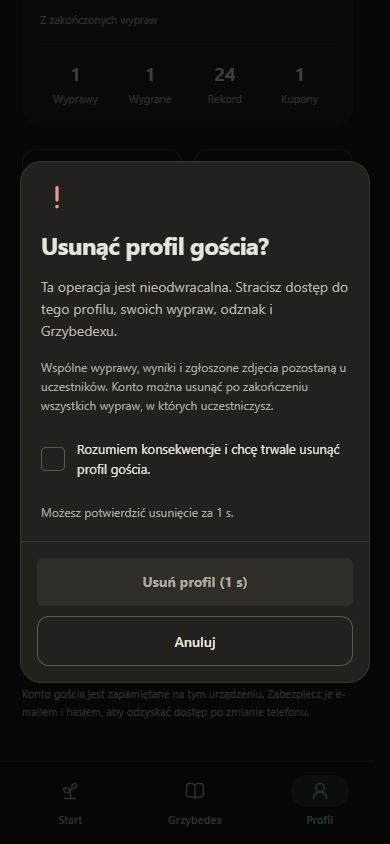 Z zakończonych wypraw
1 1 24 1
Wyprawy Wygrane Rekord Kupony
Usunąć profil gościa?
Ta operacja jest nieodwracalna. Stracisz dostęp do
tego profilu, swoich wypraw, odznak i
Grzybedexu.
Wspólne wyprawy, wyniki i zgłoszone zdjęcia pozostaną u
uczestników. Konto można usunąć po zakończeniu
wszystkich wypraw, w których uczestniczysz.
Rozumiem konsekwencje i chcę trwale usunąć
profil gościa.
Możesz potwierdzić usunięcie za 1 s.
Usuń profil (1 s)
Anuluj
Konto gościa jest zapamiętane na tym urządzeniu. Zabezpiecz je e-
mailem i hasłem, aby odzyskać dostęp po zmianie telefonu.
Start Grzybedex Profil